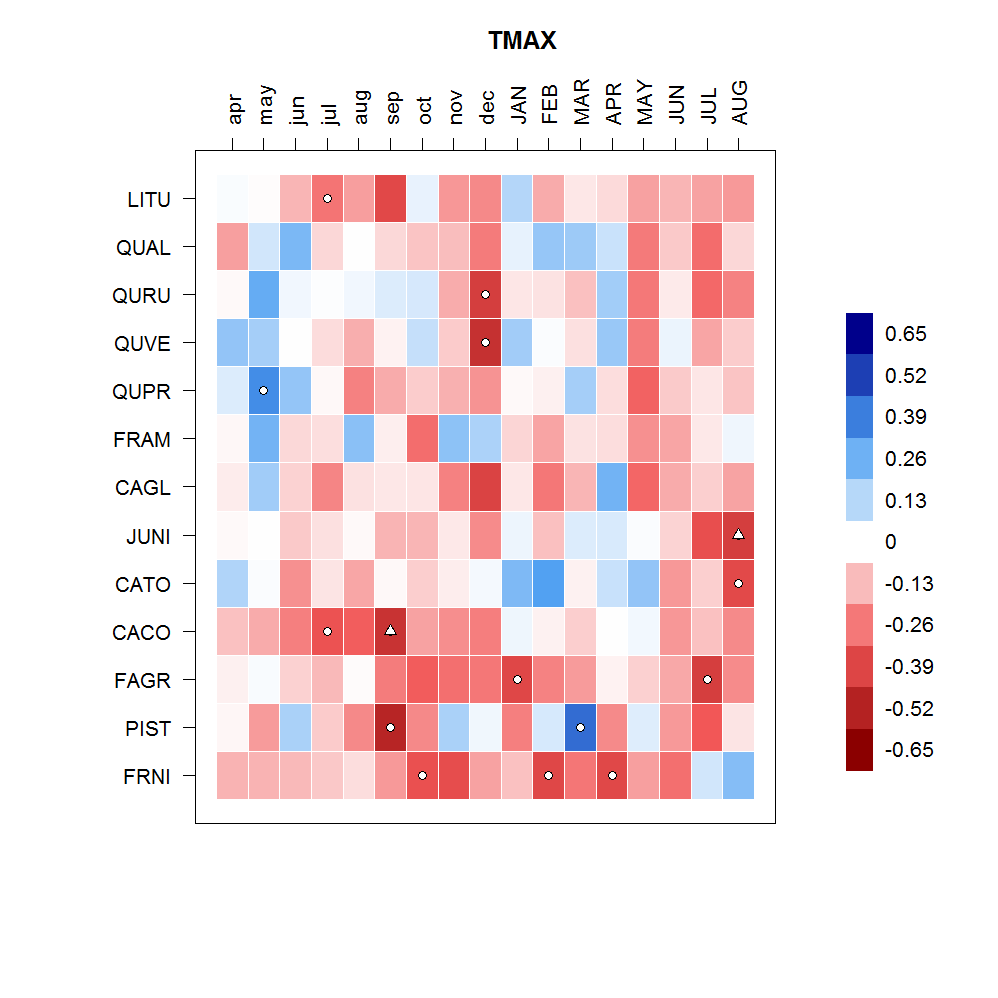 TMAX
apr may jun jul aug sep oct nov dec JAN FEB MAR APR MAY JUN JUL AUG
LITU
QUAL
QURU
QUVE
QUPR
FRAM
CAGL
JUNI
CATO
CACO
FAGR
PIST
FRNI
0.65
0.52
0.39
0.26
0.13
0
-0.13
-0.26
-0.39
-0.52
-0.65